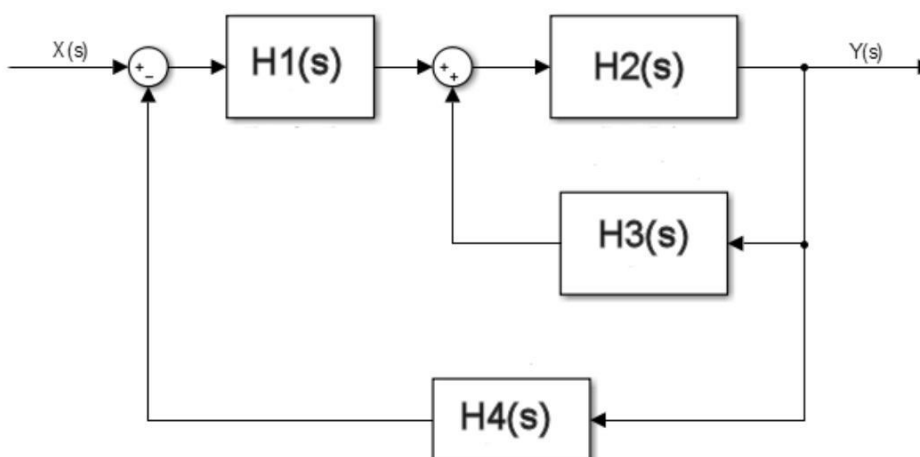 X(s)
+
−
H1(s)
+
+
H2(s)
Y(s)
H3(s)
H4(s)